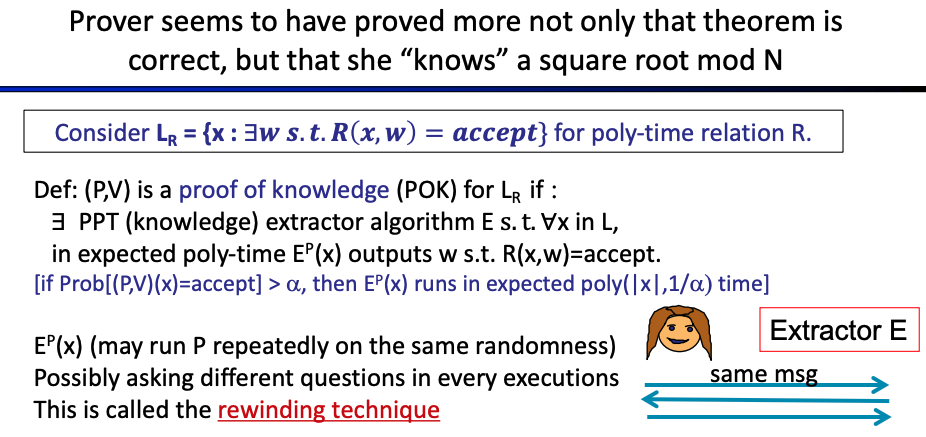 Prover seems to have proved more not only that theorem is
correct, but that she “knows” a square root mod N
Consider L_R = {x : ∃w s.t. R(x, w) = accept} for poly-time relation R.
Def: (P,V) is a proof of knowledge (POK) for L_R if :
∃ PPT (knowledge) extractor algorithm E s. t. ∀x in L,
in expected poly-time E^P(x) outputs w s.t. R(x,w)=accept.
[if Prob[(P,V)(x)=accept] > α, then E^P(x) runs in expected poly(|x|,1/α) time]
E^P(x) (may run P repeatedly on the same randomness)
Possibly asking different questions in every executions
This is called the rewinding technique
Extractor E
same msg